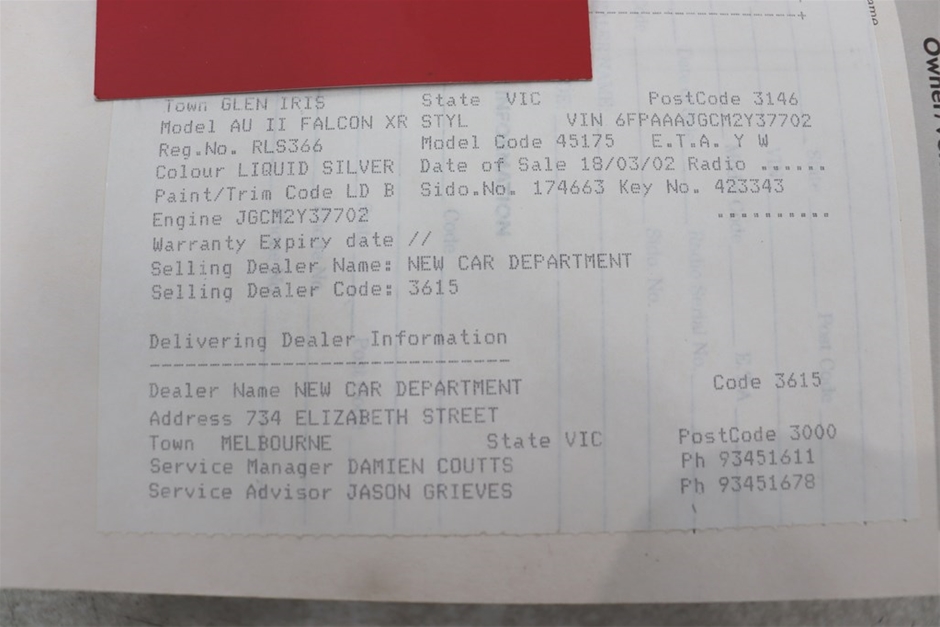 Town GLEN IRIS State VIC PostCode 3146
Model AU II FALCON XR STYL VIN 6FPAAAJGCM2Y37702
Reg.No. RLS366 Model Code 45175 E.T.A. Y W
Colour LIQUID SILVER Date of Sale 18/03/02 Radio ......
Paint/Trim Code LD B Sido.No. 174663 Key No. 423343
Engine JGCM2Y37702 ..........
Warranty Expiry date //
Selling Dealer Name: NEW CAR DEPARTMENT
Selling Dealer Code: 3615
Delivering Dealer Information
-----------------------------
Dealer Name NEW CAR DEPARTMENT Code 3615
Address 734 ELIZABETH STREET
Town MELBOURNE State VIC PostCode 3000
Service Manager DAMIEN COUTTS Ph 93451611
Service Advisor JASON GRIEVES Ph 93451678